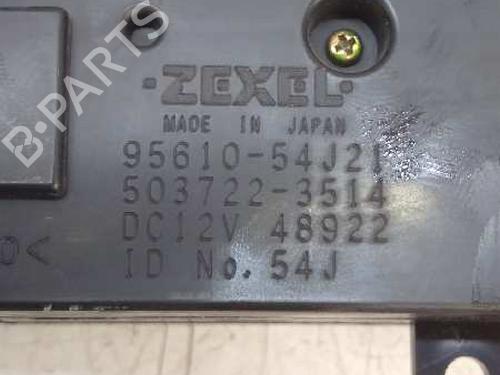 B-PARTS
·ZEXEL·
MADE IN JAPAN
95610-54J21
503722-3514
DC12V 48922
ID No. 54J